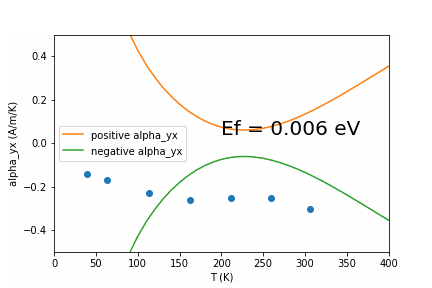 0.4
0.2
Ef = 0.006 eV
positive alpha_yx
negative alpha_yx
0.0
−0.2
−0.4
alpha_yx (A/m/K)
0 50 100 150 200 250 300 350 400
T (K)